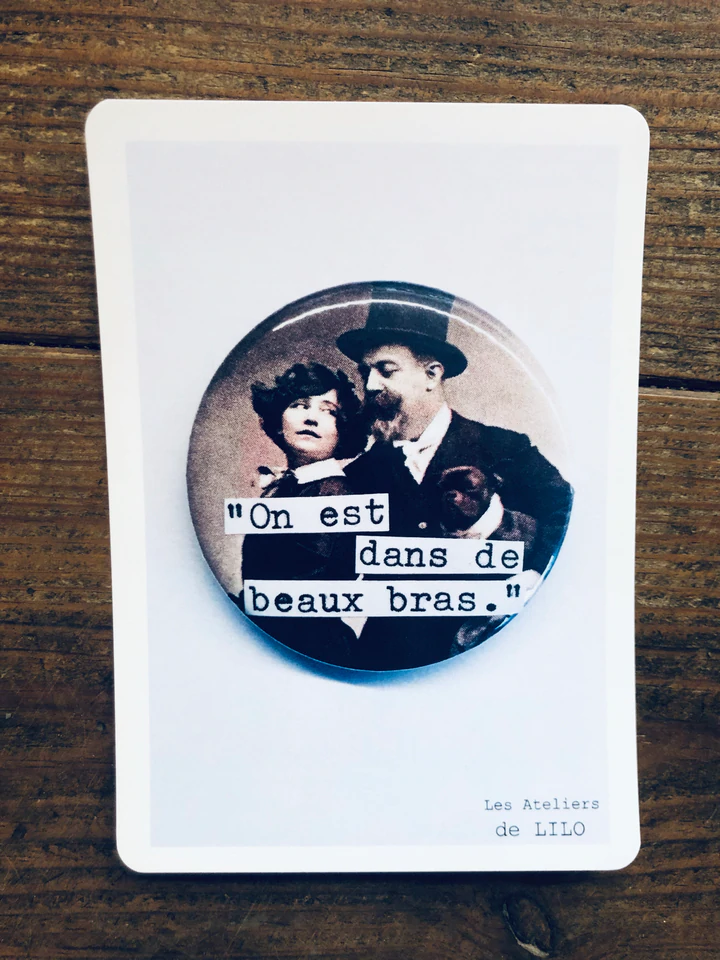 "On est
dans de
beaux bras."
Les Ateliers
de LILO